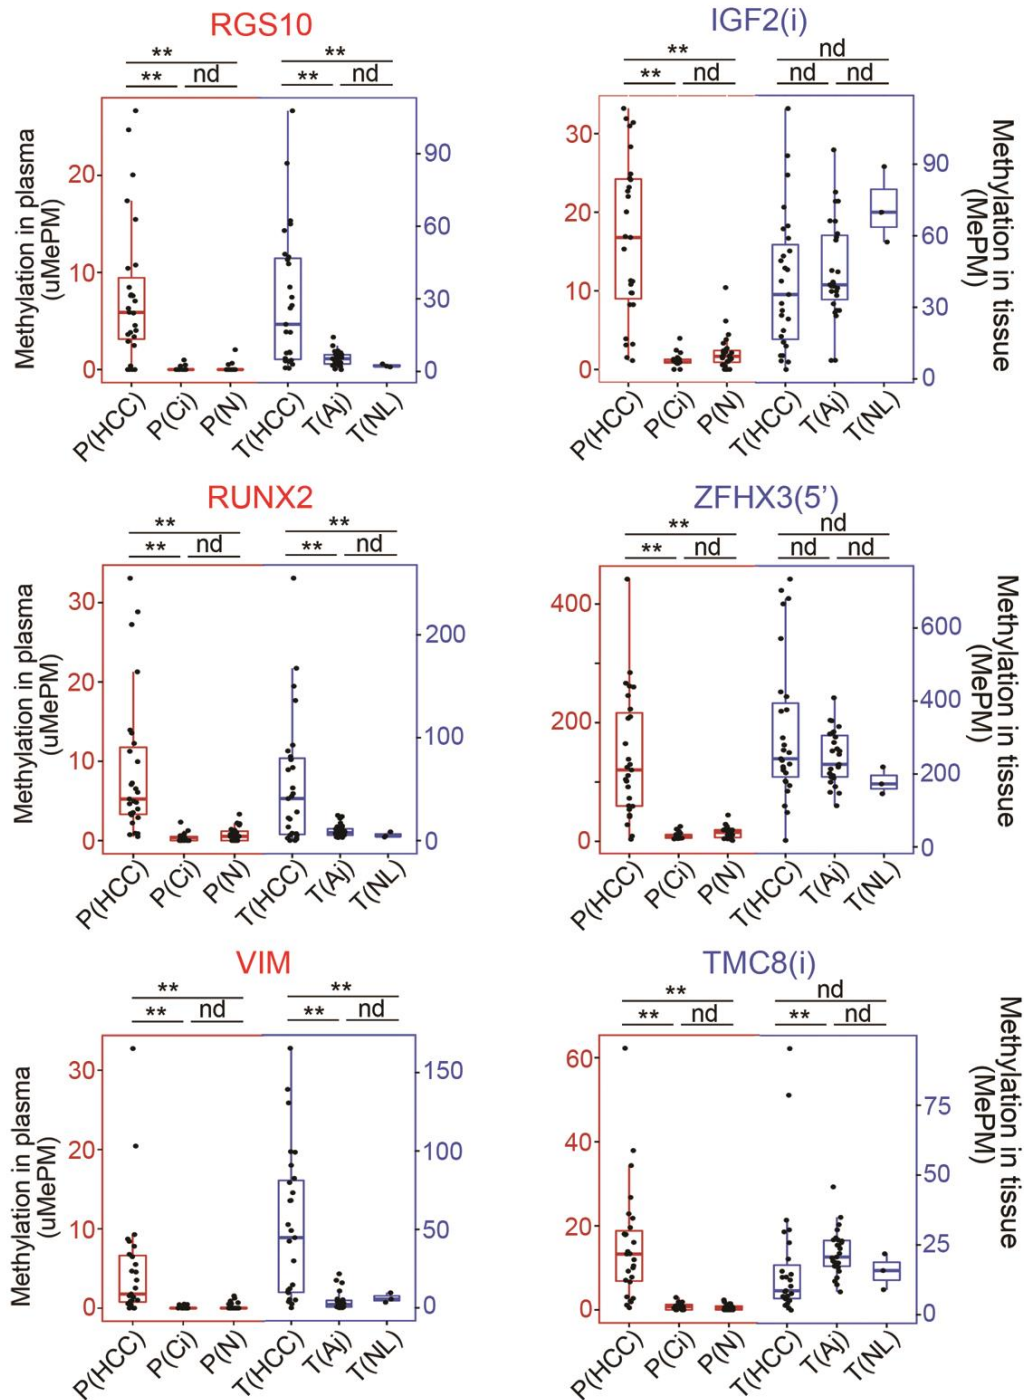 RGS10
** **
** nd ** nd
Methylation in plasma
(uMePM)
20
10
0
90
60
30
0
P(HCC) P(Ci) P(N) T(HCC) T(Aj) T(NL)
IGF2(i)
** nd
** nd nd nd
30
20
10
0
90
60
30
0
Methylation in tissue
(MePM)
P(HCC) P(Ci) P(N) T(HCC) T(Aj) T(NL)
RUNX2
** **
** nd ** nd
Methylation in plasma
(uMePM)
30
20
10
0
200
100
0
P(HCC) P(Ci) P(N) T(HCC) T(Aj) T(NL)
ZFHX3(5’)
** nd
** nd nd nd
400
200
0
600
400
200
0
Methylation in tissue
(MePM)
P(HCC) P(Ci) P(N) T(HCC) T(Aj) T(NL)
VIM
** **
** nd ** nd
Methylation in plasma
(uMePM)
30
20
10
0
150
100
50
0
P(HCC) P(Ci) P(N) T(HCC) T(Aj) T(NL)
TMC8(i)
** nd
** nd ** nd
60
40
20
0
75
50
25
0
Methylation in tissue
(MePM)
P(HCC) P(Ci) P(N) T(HCC) T(Aj) T(NL)